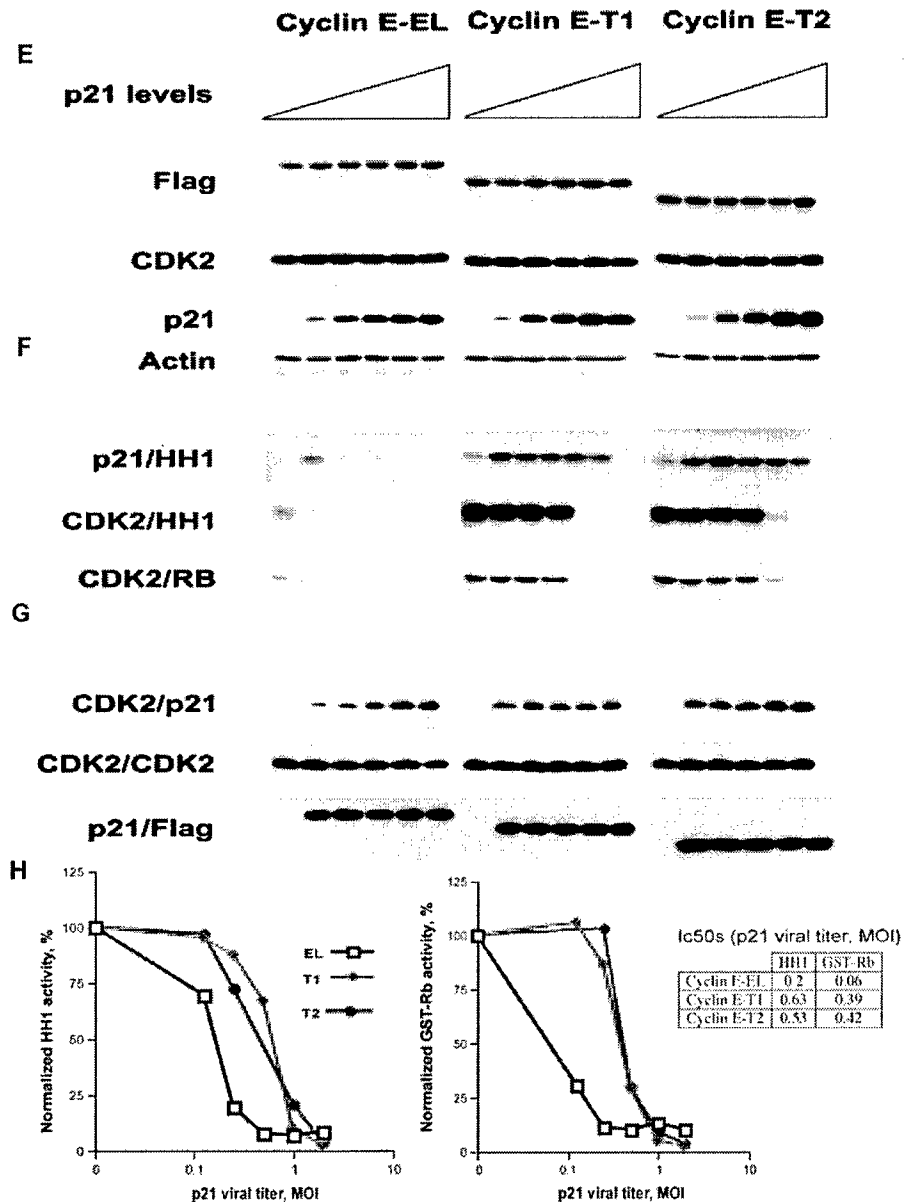 Cyclin E-EL Cyclin E-T1 Cyclin E-T2
E
p21 levels
Flag
CDK2
p21
F
Actin
p21/HH1
CDK2/HH1
CDK2/RB
G
CDK2/p21
CDK2/CDK2
p21/Flag
H
Normalized HH1 activity, %
125
100
75
50
25
0
0 0.1 1 10
p21 viral titer, MOI
EL
T1
T2
Normalized GST-Rb activity, %
125
100
75
50
25
0
0 0.1 1 10
p21 viral titer, MOI
Ic50s (p21 viral titer, MOI)
HH1 GST-Rb
Cyclin E-EL 0.2 0.06
Cyclin E-T1 0.63 0.39
Cyclin E-T2 0.53 0.42